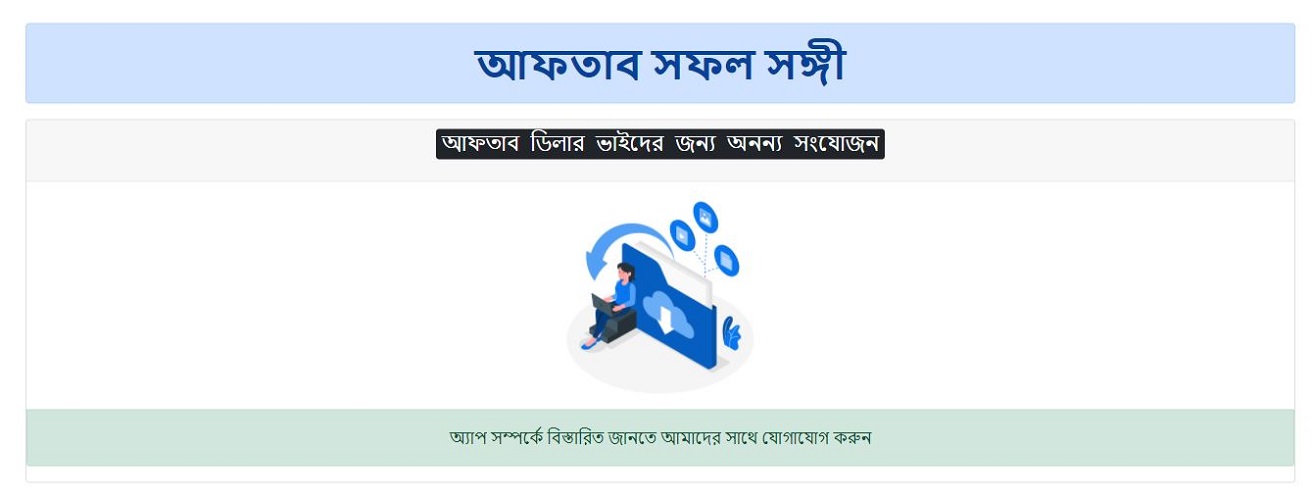 আফতাব সফল সঙ্গী
আফতাব ডিলার ভাইদের জন্য অনন্য সংযোজন
অ্যাপ সম্পর্কে বিস্তারিত জানতে আমাদের সাথে যোগাযোগ করুন